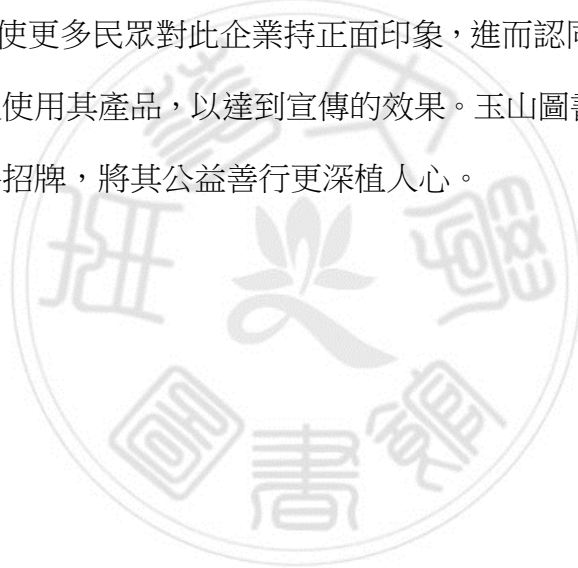 使更多民眾對此企業持正面印象，進而認同
使用其產品，以達到宣傳的效果。玉山圖書
招牌，將其公益善行更深植人心。
書